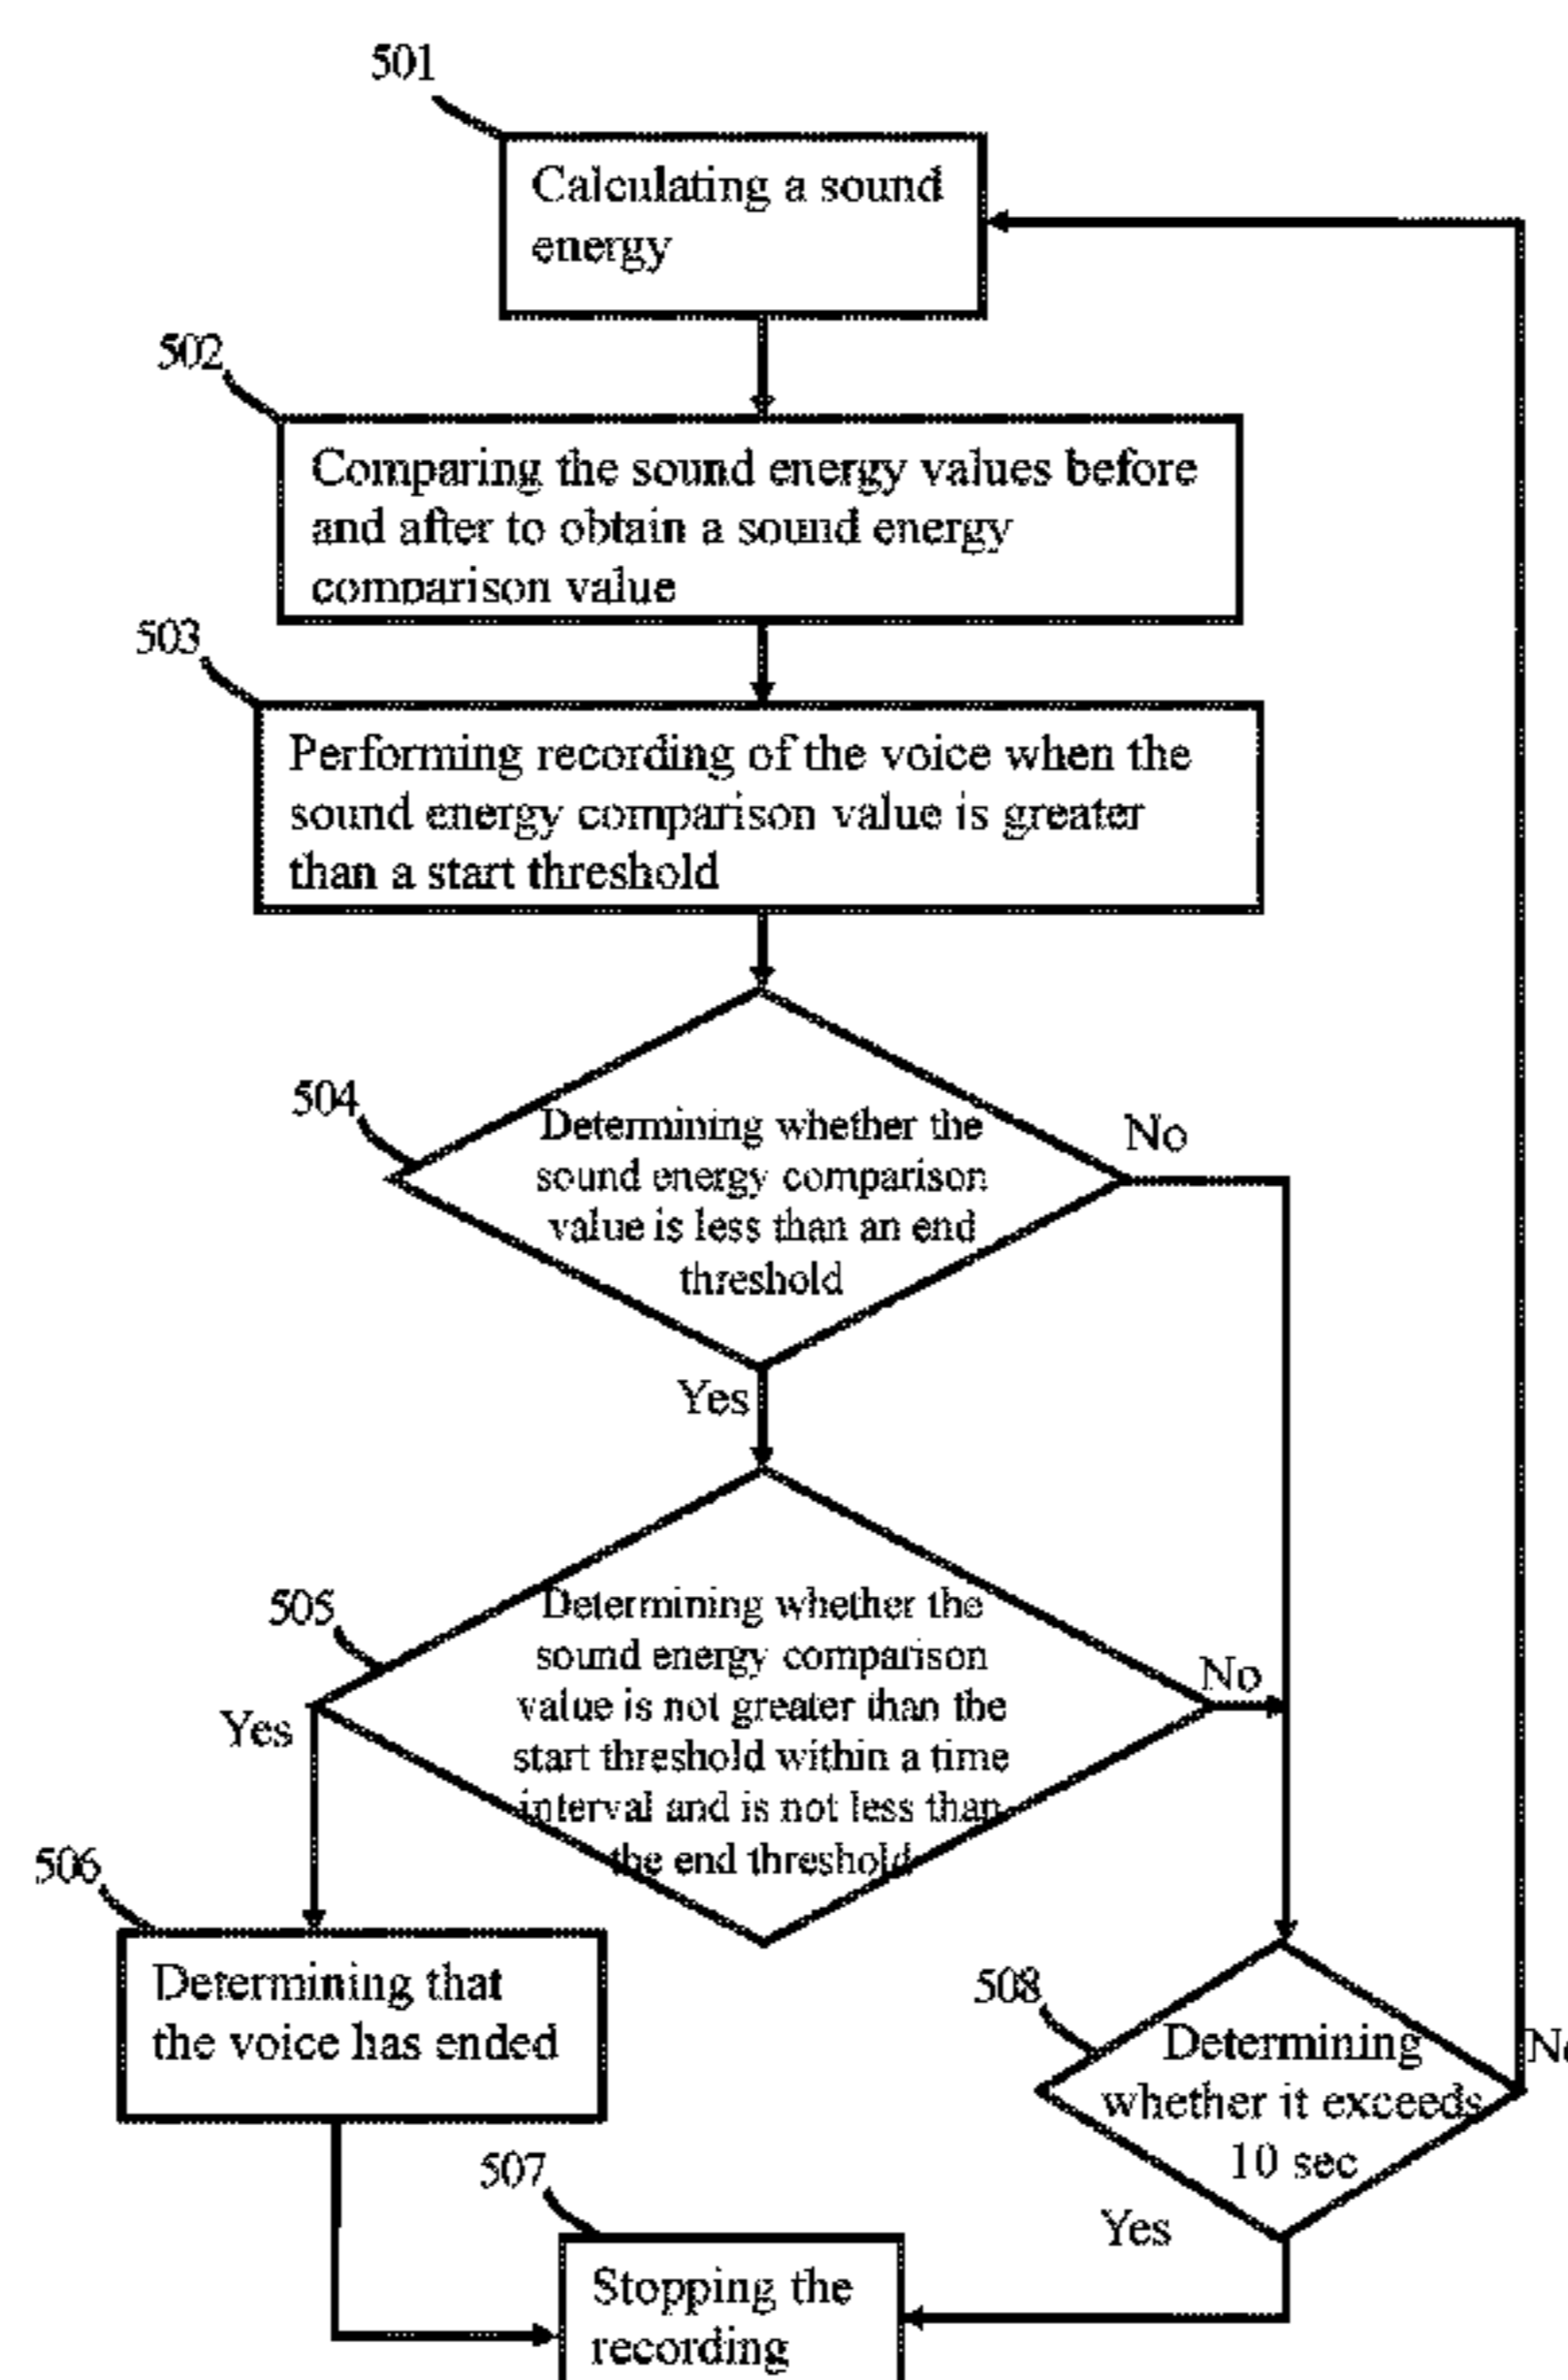 501
Calculating a sound
energy
502
Comparing the sound energy values before
and after to obtain a sound energy
comparison value
503
Performing recording of the voice when the
sound energy comparison value is greater
than a start threshold
504
Determining whether the
sound energy comparison
value is less than an end
threshold
No
Yes
505
Determining whether the
sound energy comparison
value is not greater than the
start threshold within a time
interval and is not less than
the end threshold
No
Yes
506
Determining that
the voice has ended
508
Determining
whether it exceeds
10 sec
No
Yes
507
Stopping the
recording